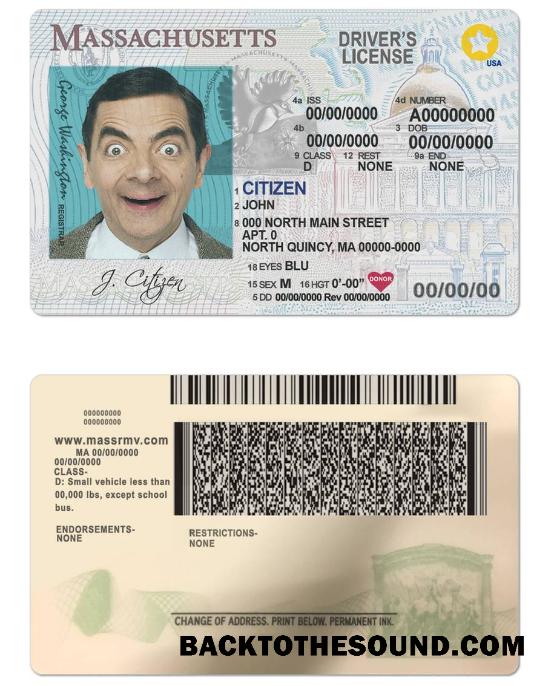 MASSACHUSETTS
DRIVER'S
LICENSE
USA
George Washington
REGISTRAR
4a ISS
00/00/0000
4d NUMBER
A00000000
4b
00/00/0000
3 DOB
00/00/0000
9 CLASS
D
12 REST
NONE
9a END
NONE
1 CITIZEN
2 JOHN
8 000 NORTH MAIN STREET
APT. 0
NORTH QUINCY, MA 00000-0000
18 EYES BLU
15 SEX M 16 HGT 0'-00"
DONOR
5 DD 00/00/0000 Rev 00/00/0000
00/00/00
J. Citizen
000000000
000000000
www.massrmv.com
MA 00/00/0000
00/00/0000
CLASS-
D: Small vehicle less than
00,000 lbs, except school
bus.
ENDORSEMENTS-
NONE
RESTRICTIONS-
NONE
CHANGE OF ADDRESS. PRINT BELOW. PERMANENT INK.
BACKTOTHESOUND.COM